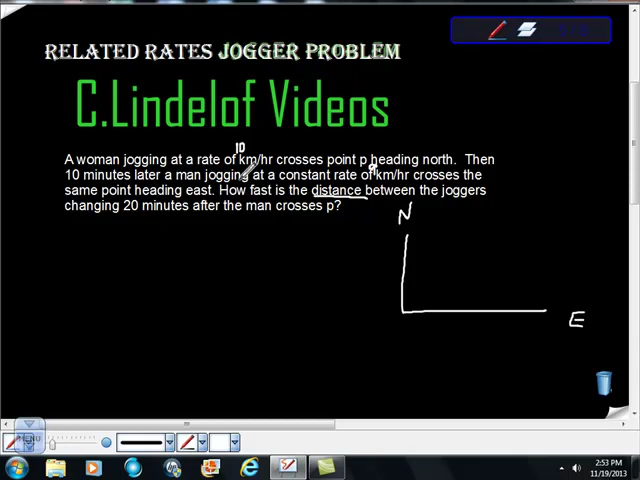 RELATED RATES JOGGER PROBLEM
C.Lindelof Videos
10
A woman jogging at a rate of km/hr crosses point p heading north. Then
9
10 minutes later a man jogging at a constant rate of km/hr crosses the
same point heading east. How fast is the distance between the joggers
changing 20 minutes after the man crosses p?
N
E
MENU
2:53 PM
11/19/2013